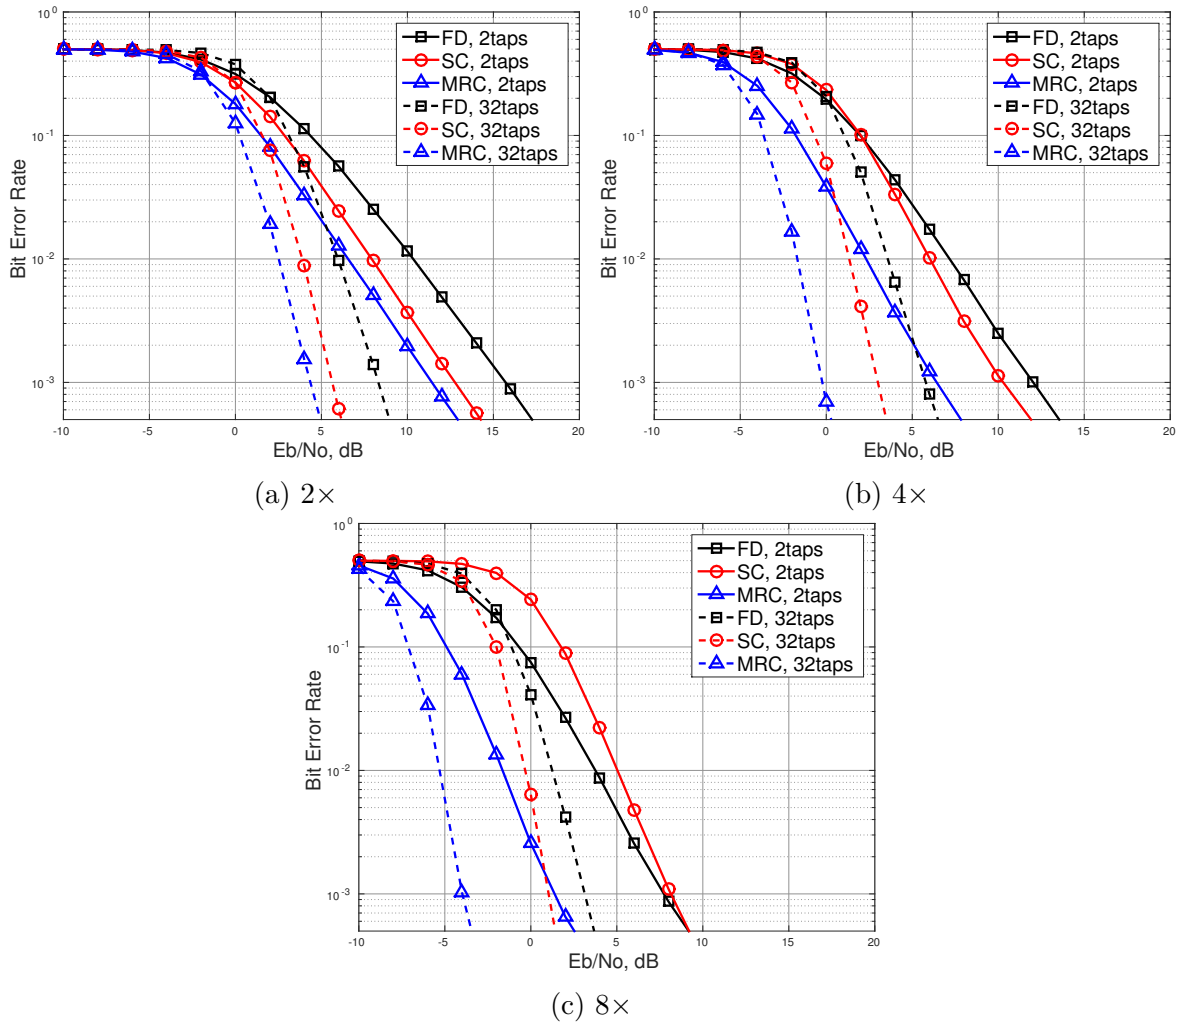 10^0
10^-1
10^-2
10^-3
Bit Error Rate
-10 -5 0 5 10 15 20
Eb/No, dB
FD, 2taps
SC, 2taps
MRC, 2taps
FD, 32taps
SC, 32taps
MRC, 32taps
(a) 2×
10^0
10^-1
10^-2
10^-3
Bit Error Rate
-10 -5 0 5 10 15 20
Eb/No, dB
FD, 2taps
SC, 2taps
MRC, 2taps
FD, 32taps
SC, 32taps
MRC, 32taps
(b) 4×
10^0
10^-1
10^-2
10^-3
Bit Error Rate
-10 -5 0 5 10 15 20
Eb/No, dB
FD, 2taps
SC, 2taps
MRC, 2taps
FD, 32taps
SC, 32taps
MRC, 32taps
(c) 8×